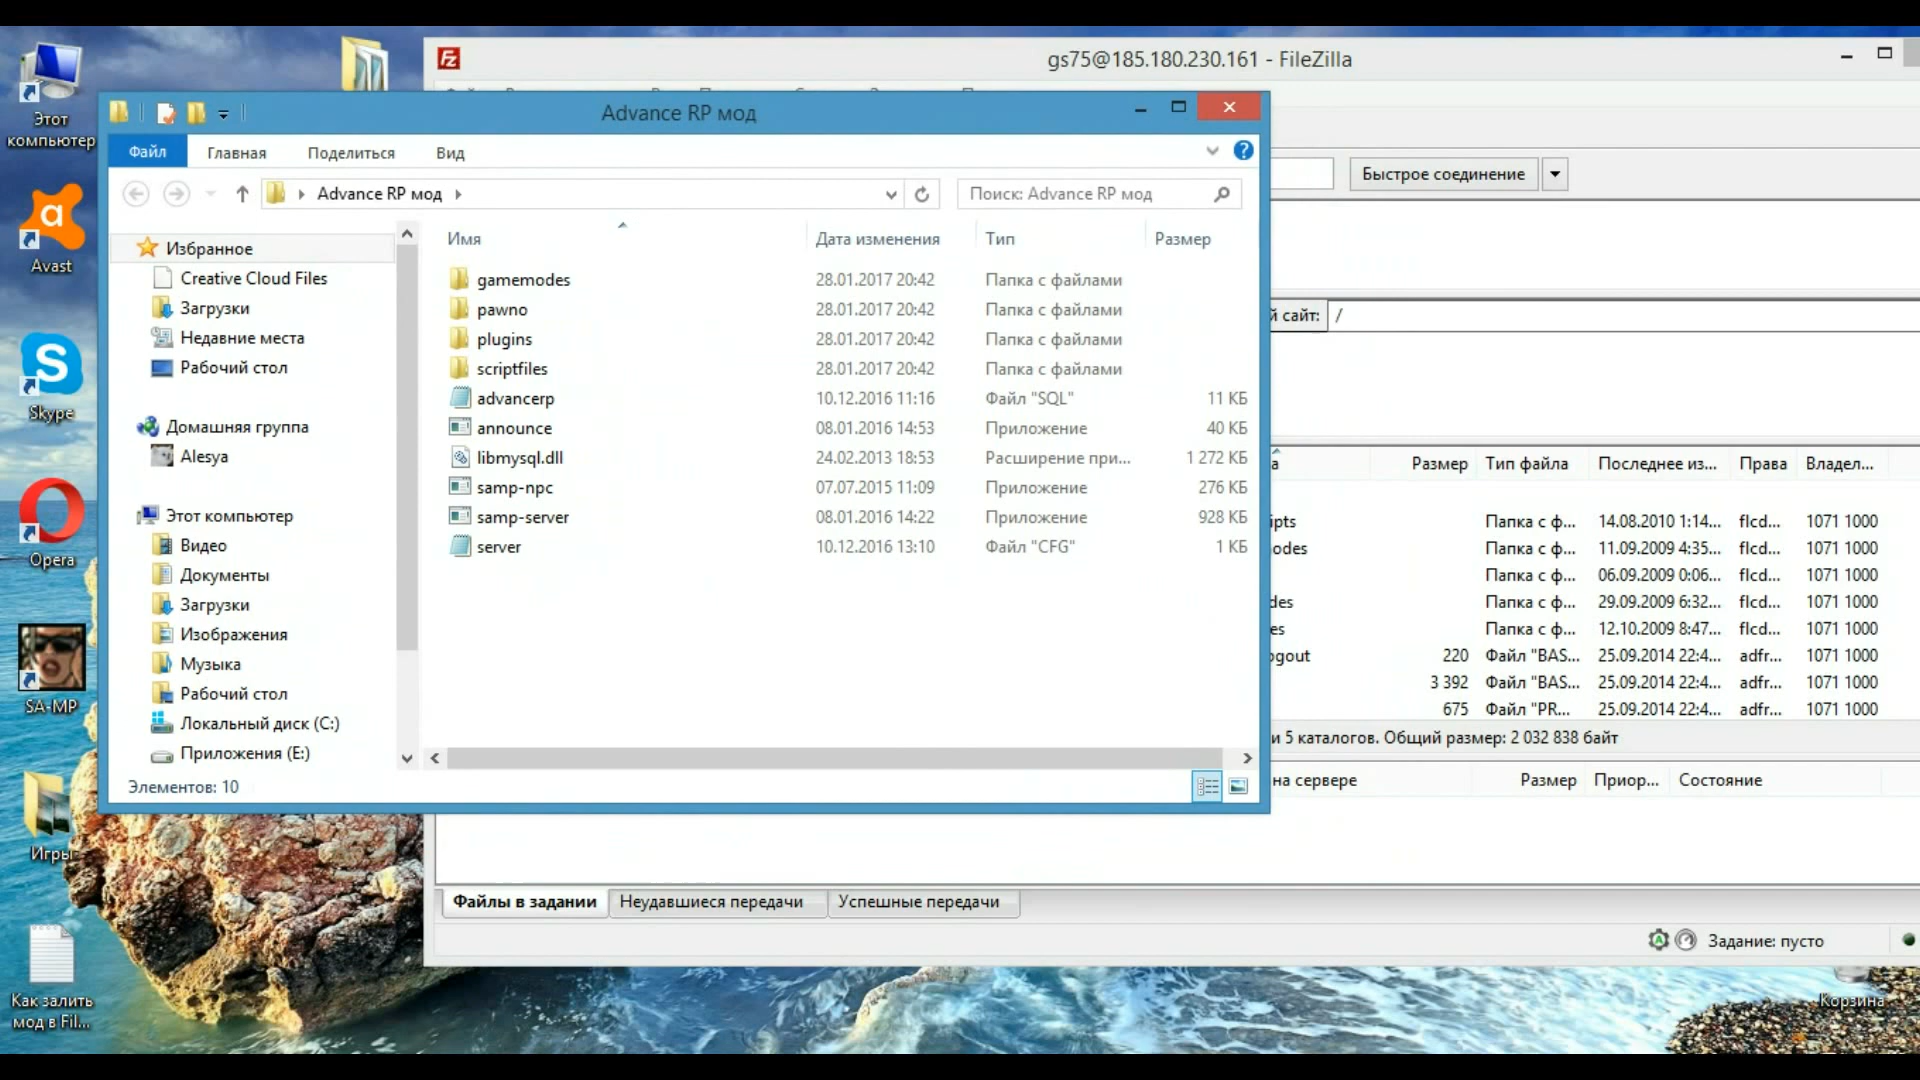 Этот
компьютер
Avast
Skype
Opera
SA-MP
Игры
Как залить
мод в Fil...
Корзина
gs75@185.180.230.161 - FileZilla
Advance RP мод
Файл
Главная
Поделиться
Вид
Advance RP мод
Поиск: Advance RP мод
Избранное
Creative Cloud Files
Загрузки
Недавние места
Рабочий стол
Домашняя группа
Alesya
Этот компьютер
Видео
Документы
Загрузки
Изображения
Музыка
Рабочий стол
Локальный диск (C:)
Приложения (E:)
Имя Дата изменения Тип Размер
gamemodes 28.01.2017 20:42 Папка с файлами
pawno 28.01.2017 20:42 Папка с файлами
plugins 28.01.2017 20:42 Папка с файлами
scriptfiles 28.01.2017 20:42 Папка с файлами
advancerp 10.12.2016 11:16 Файл "SQL" 11 КБ
announce 08.01.2016 14:53 Приложение 40 КБ
libmysql.dll 24.02.2013 18:53 Расширение при... 1 272 КБ
samp-npc 07.07.2015 11:09 Приложение 276 КБ
samp-server 08.01.2016 14:22 Приложение 928 КБ
server 10.12.2016 13:10 Файл "CFG" 1 КБ
Элементов: 10
Быстрое соединение
й сайт: /
а Размер Тип файла Последнее из... Права Владел...
ipts Папка с ф... 14.08.2010 1:14... flcd... 1071 1000
odes Папка с ф... 11.09.2009 4:35... flcd... 1071 1000
Папка с ф... 06.09.2009 0:06... flcd... 1071 1000
des Папка с ф... 29.09.2009 6:32... flcd... 1071 1000
es Папка с ф... 12.10.2009 8:47... flcd... 1071 1000
ogout 220 Файл "BAS... 25.09.2014 22:4... adfr... 1071 1000
3 392 Файл "BAS... 25.09.2014 22:4... adfr... 1071 1000
675 Файл "PR... 25.09.2014 22:4... adfr... 1071 1000
и 5 каталогов. Общий размер: 2 032 838 байт
на сервере Размер Приор... Состояние
Файлы в задании Неудавшиеся передачи Успешные передачи
Задание: пусто